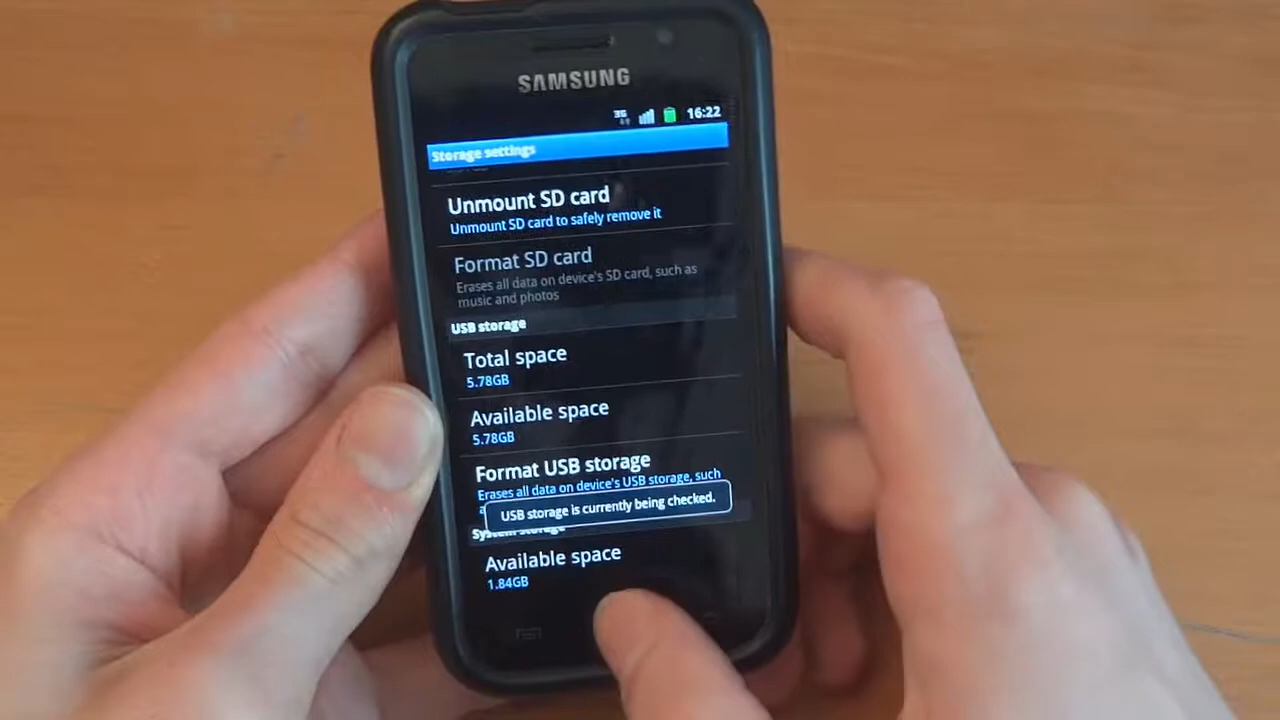 SAMSUNG
3G
16:22
Storage settings
Unmount SD card
Unmount SD card to safely remove it
Format SD card
Erases all data on device's SD card, such as
music and photos
USB storage
Total space
5.78GB
Available space
5.78GB
Format USB storage
Erases all data on device's USB storage, such
USB storage is currently being checked.
System storage
Available space
1.84GB